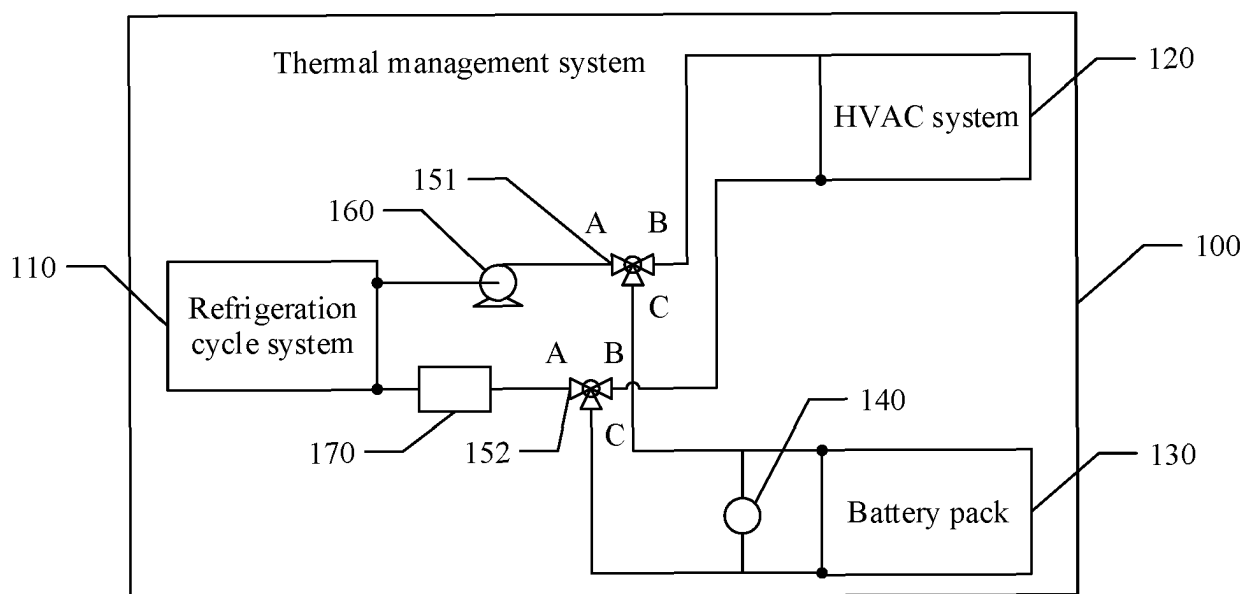 Thermal management system
120
HVAC system
151
160
A
B
100
110
Refrigeration
cycle system
C
A
B
140
170
152
C
130
Battery pack